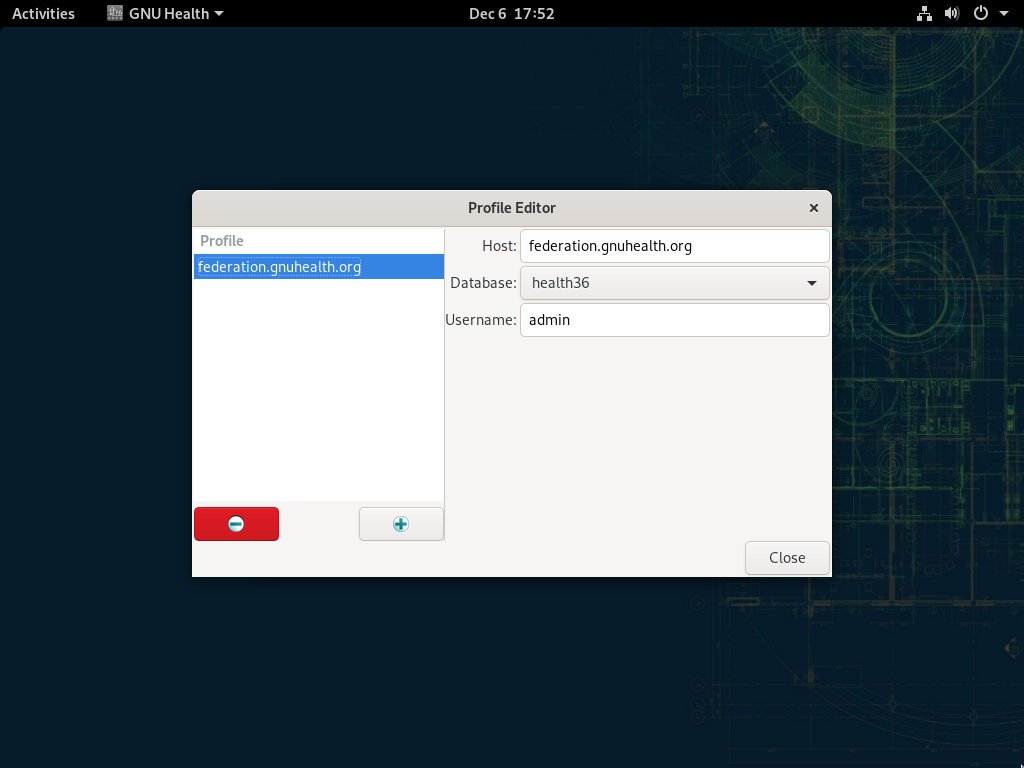 Activities GNU Health Dec 6 17:52
Profile Editor
Profile
federation.gnuhealth.org
Host: federation.gnuhealth.org
Database: health36
Username: admin
Close